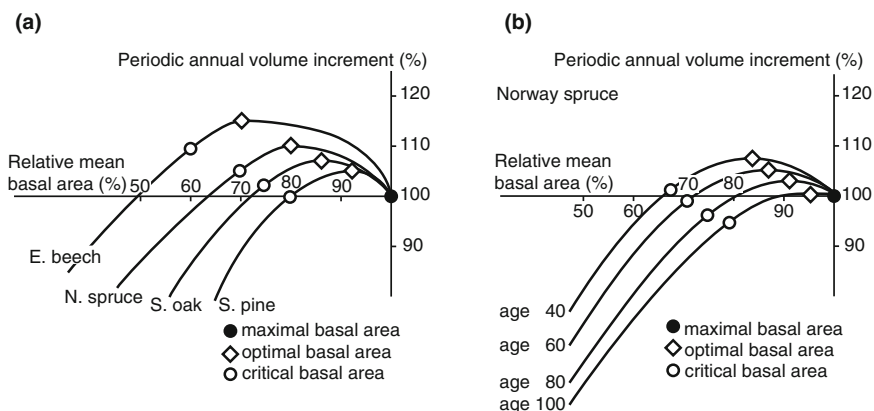 (a)
Periodic annual volume increment (%)
120
110
Relative mean
basal area (%)
50 60 70 80 90
100
90
E. beech
N. spruce
S. oak S. pine
maximal basal area
optimal basal area
critical basal area
(b)
Periodic annual volume increment (%)
Norway spruce
120
110
Relative mean
basal area (%)
50 60 70 80 90
100
90
age 40
age 60
age 80
age 100
maximal basal area
optimal basal area
critical basal area